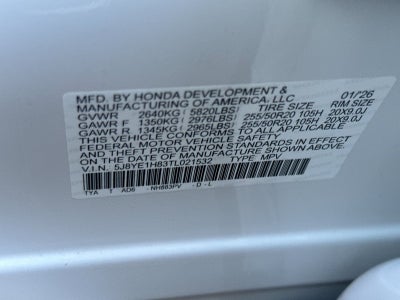 MFD. BY HONDA DEVELOPMENT & 01/26
MANUFACTURING OF AMERICA, LLC TIRE SIZE RIM SIZE
GVWR 2640KG 5820LBS
GAWR F 1350KG 2976LBS 255/50R20 105H 20X9.0J
GAWR R 1345KG 2965LBS 255/50R20 105H 20X9.0J
THIS VEHICLE CONFORMS TO ALL APPLICABLE
FEDERAL MOTOR VEHICLE SAFETY STANDARDS IN EFFECT
ON THE DATE OF MANUFACTURE SHOWN ABOVE.
V.I.N. 5J8YE1H83TL021532 TYPE MPV
TYA T AD6 NH883PV - D - L